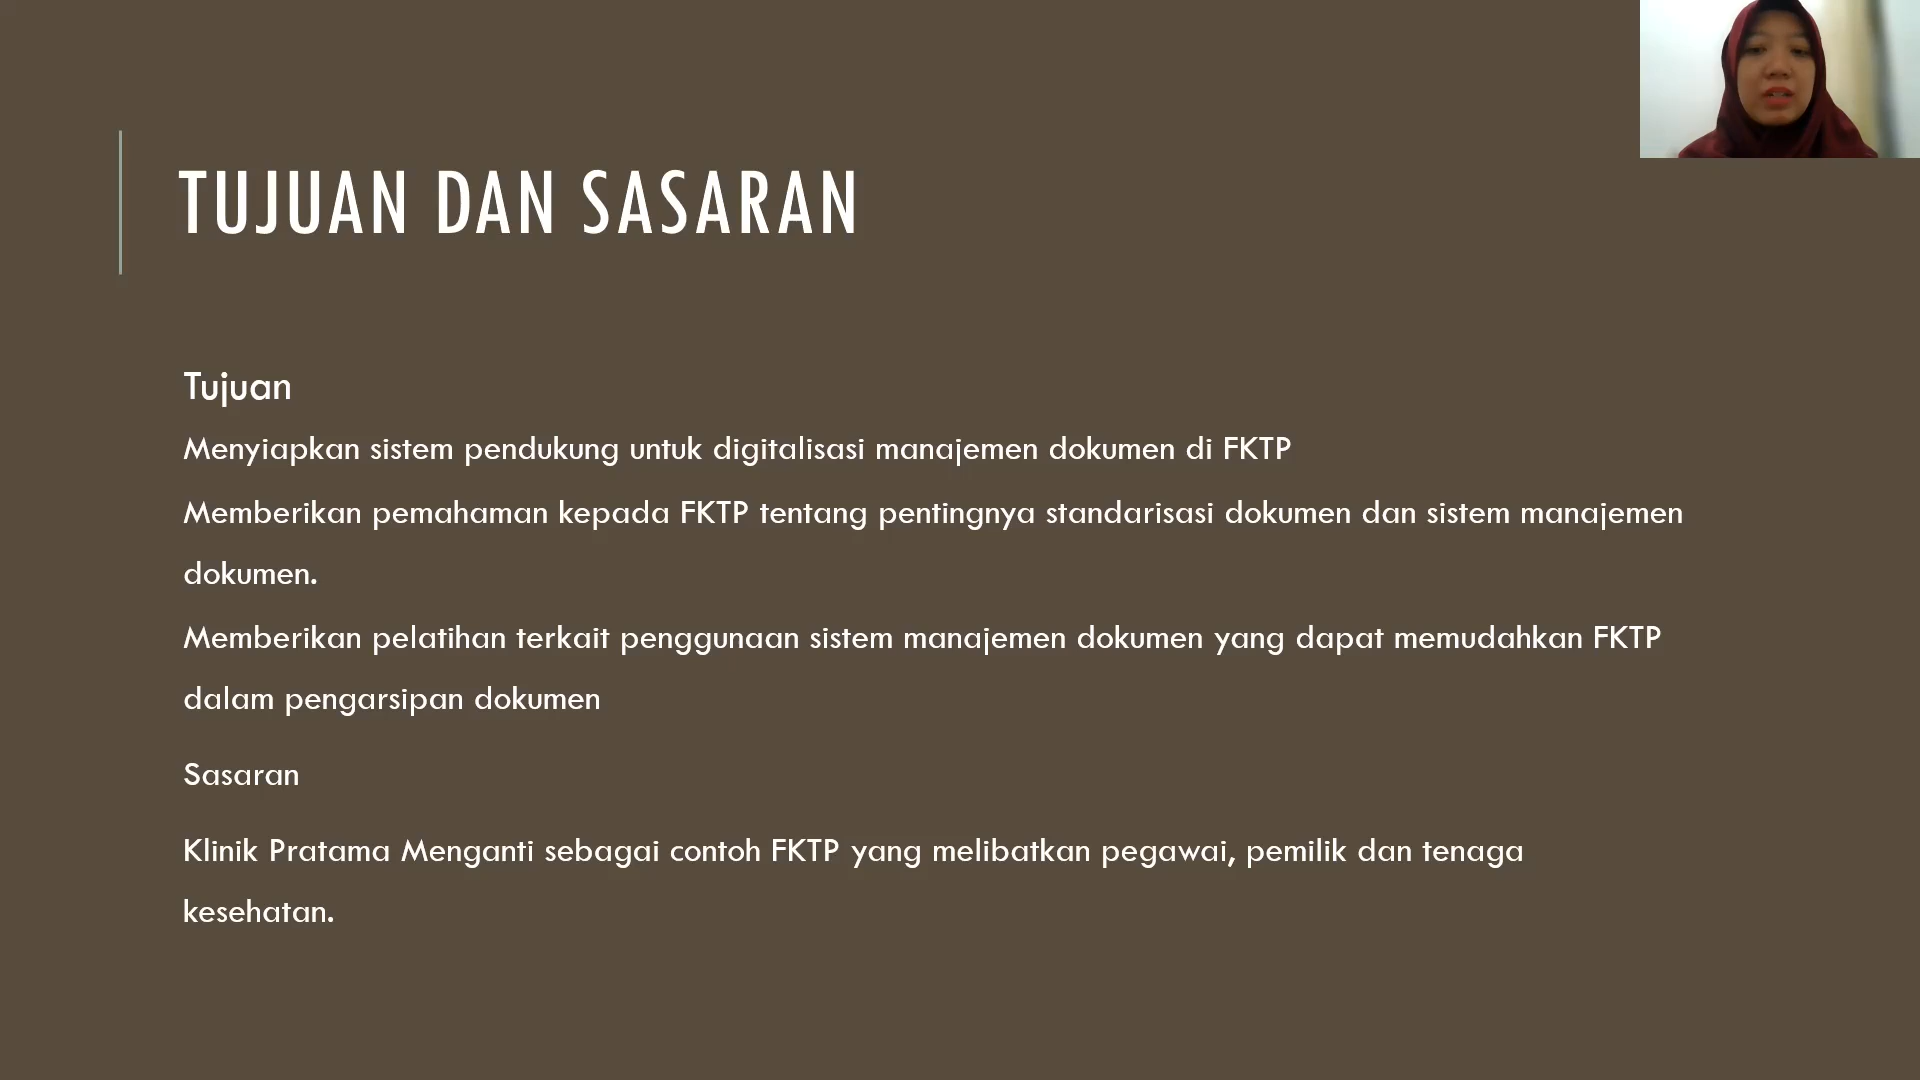 TUJUAN DAN SASARAN
Tujuan
Menyiapkan sistem pendukung untuk digitalisasi manajemen dokumen di FKTP
Memberikan pemahaman kepada FKTP tentang pentingnya standarisasi dokumen dan sistem manajemen
dokumen.
Memberikan pelatihan terkait penggunaan sistem manajemen dokumen yang dapat memudahkan FKTP
dalam pengarsipan dokumen
Sasaran
Klinik Pratama Menganti sebagai contoh FKTP yang melibatkan pegawai, pemilik dan tenaga
kesehatan.